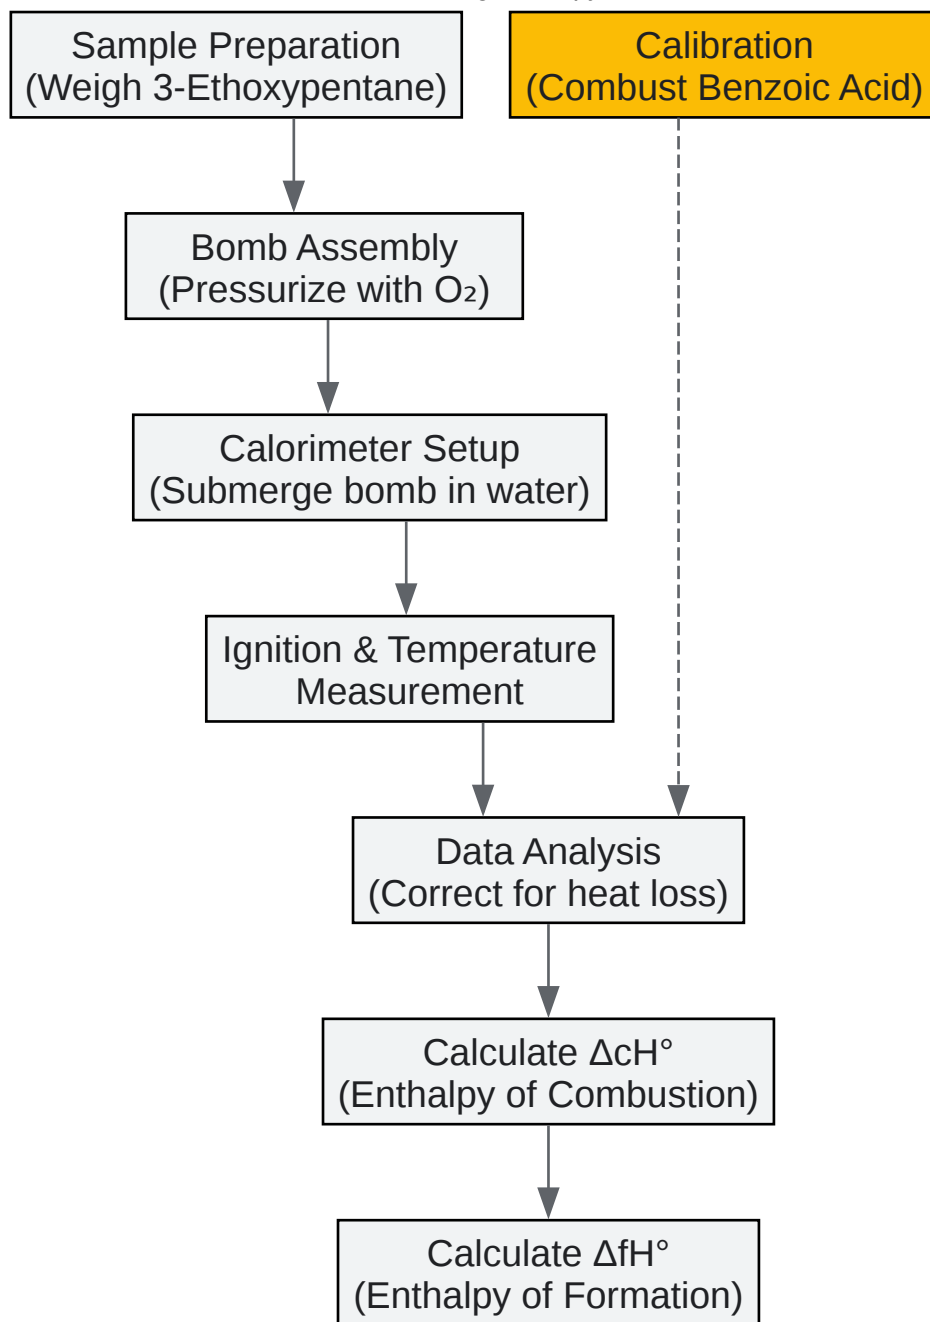 Sample Preparation
(Weigh 3-Ethoxypentane)
Calibration
(Combust Benzoic Acid)
Bomb Assembly
(Pressurize with O₂)
Calorimeter Setup
(Submerge bomb in water)
Ignition & Temperature
Measurement
Data Analysis
(Correct for heat loss)
Calculate ΔcH°
(Enthalpy of Combustion)
Calculate ΔfH°
(Enthalpy of Formation)